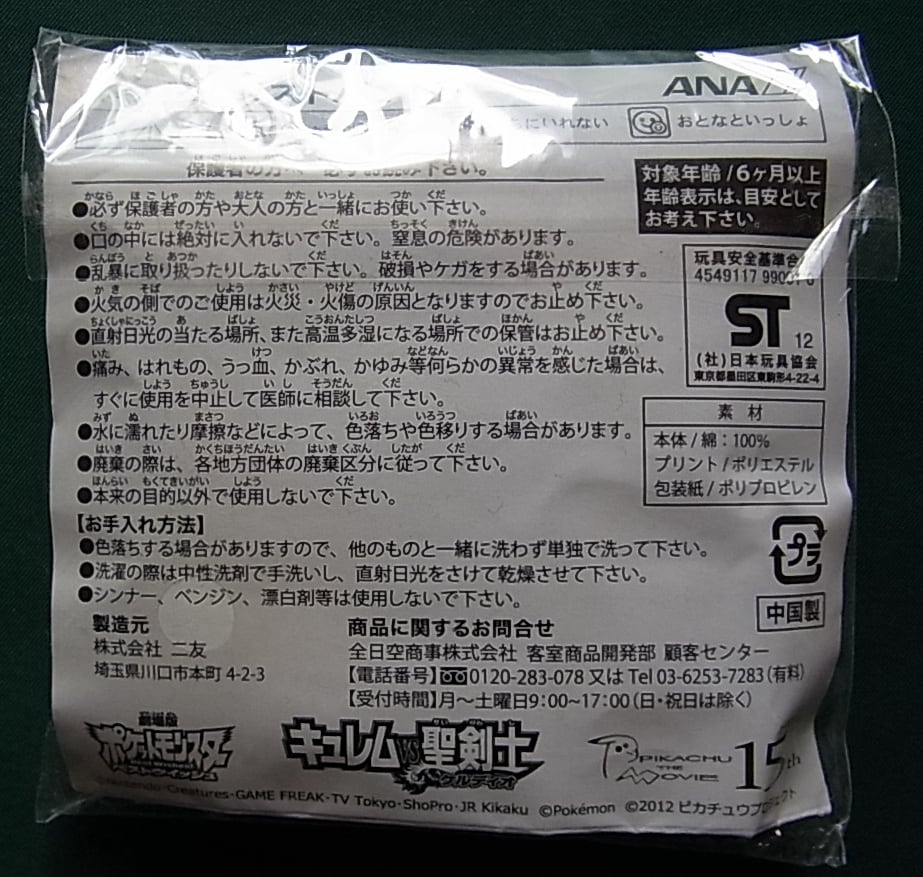 ANA
ちにいれない おとなといっしょ
保護者の方へ 必ずお読み下さい。
対象年齢 / 6ヶ月以上
年齢表示は、目安として
お考え下さい。
●必ず保護者の方や大人の方と一緒にお使い下さい。
●口の中には絶対に入れないで下さい。窒息の危険があります。
●乱暴に取り扱ったりしないで下さい。破損やケガをする場合があります。
●火気の側でのご使用は火災・火傷の原因となりますのでお止め下さい。
●直射日光の当たる場所、また高温多湿になる場所での保管はお止め下さい。
●痛み、はれもの、うっ血、かぶれ、かゆみ等何らかの異常を感じた場合は、
すぐに使用を中止して医師に相談して下さい。
●水に濡れたり摩擦などによって、色落ちや色移りする場合があります。
●廃棄の際は、各地方団体の廃棄区分に従って下さい。
●本来の目的以外で使用しないで下さい。
玩具安全基準合
4549117
ST 12
(社)日本玩具協会
東京都墨田区東駒形4-22-4
素 材
本体 / 綿：100%
プリント / ポリエステル
包装紙 / ポリプロピレン
プラ
中国製
【お手入れ方法】
●色落ちする場合がありますので、他のものと一緒に洗わず単独で洗って下さい。
●洗濯の際は中性洗剤で手洗いし、直射日光をさけて乾燥させて下さい。
●シンナー、ベンジン、漂白剤等は使用しないで下さい。
製造元
株式会社 二友
埼玉県川口市本町 4-2-3
商品に関するお問合せ
全日空商事株式会社 客室商品開発部 顧客センター
【電話番号】0120-283-078 又は Tel 03-6253-7283 (有料)
【受付時間】月〜土曜日9：00〜17：00（日・祝日は除く）
劇場版
ポケットモンスター
ベストウイッシュ
キュレムVS聖剣士
ケルディオ
PIKACHU
THE
MOVIE 15th
Nintendo・Creatures・GAME FREAK・TV Tokyo・ShoPro・JR Kikaku ©Pokémon ©2012 ピカチュウプロジェクト